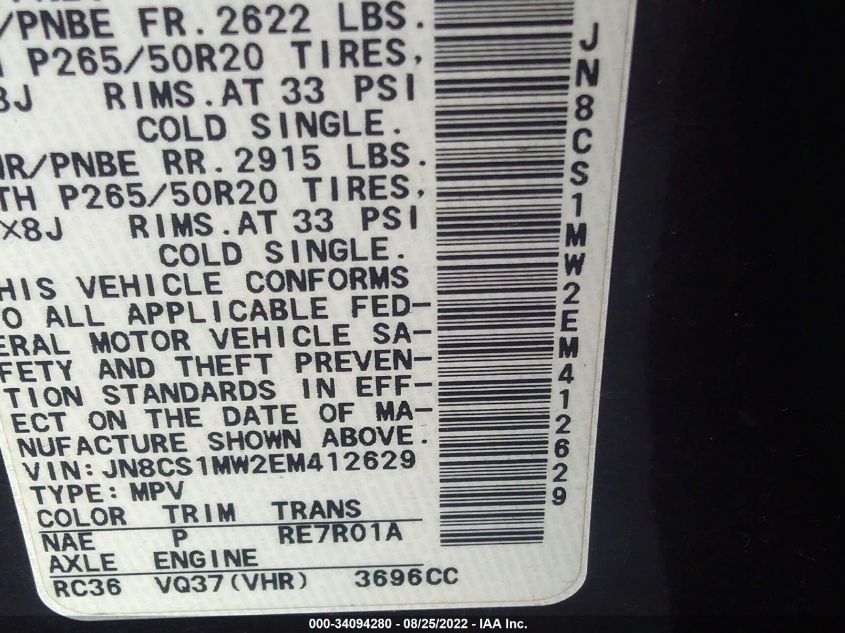 /PNBE FR. 2622 LBS.
P265/50R20 TIRES,
8J RIMS. AT 33 PSI
COLD SINGLE.
/PNBE RR. 2915 LBS.
TH P265/50R20 TIRES,
×8J RIMS. AT 33 PSI
COLD SINGLE.
HIS VEHICLE CONFORMS
O ALL APPLICABLE FED-
ERAL MOTOR VEHICLE SA-
FETY AND THEFT PREVEN-
TION STANDARDS IN EFF-
ECT ON THE DATE OF MA-
NUFACTURE SHOWN ABOVE.
VIN: JN8CS1MW2EM412629
TYPE: MPV
COLOR TRIM TRANS
NAE P RE7R01A
AXLE ENGINE
RC36 VQ37(VHR) 3696CC
JN8CS1MW2EM412629
000-34094280 - 08/25/2022 - IAA Inc.